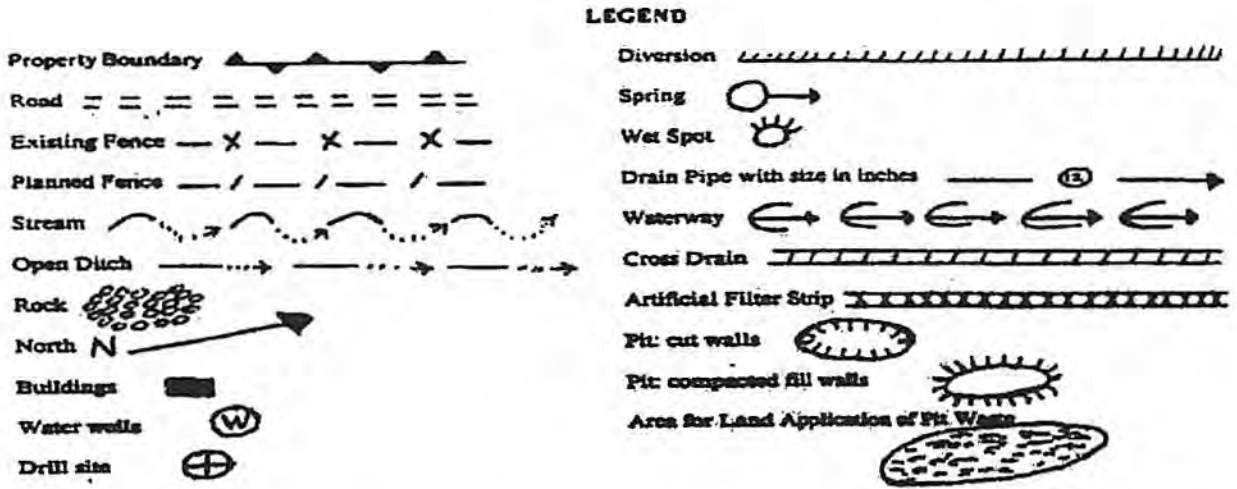 LEGEND
Property Boundary
Road
Existing Fence
Planned Fence
Stream
Open Ditch
Rock
North N
Buildings
Water wells W
Drill site
Diversion
Spring
Wet Spot
Drain Pipe with size in inches 12
Waterway
Cross Drain
Artificial Filter Strip
Pit: cut walls
Pit: compacted fill walls
Area for Land Application of Pit Waste